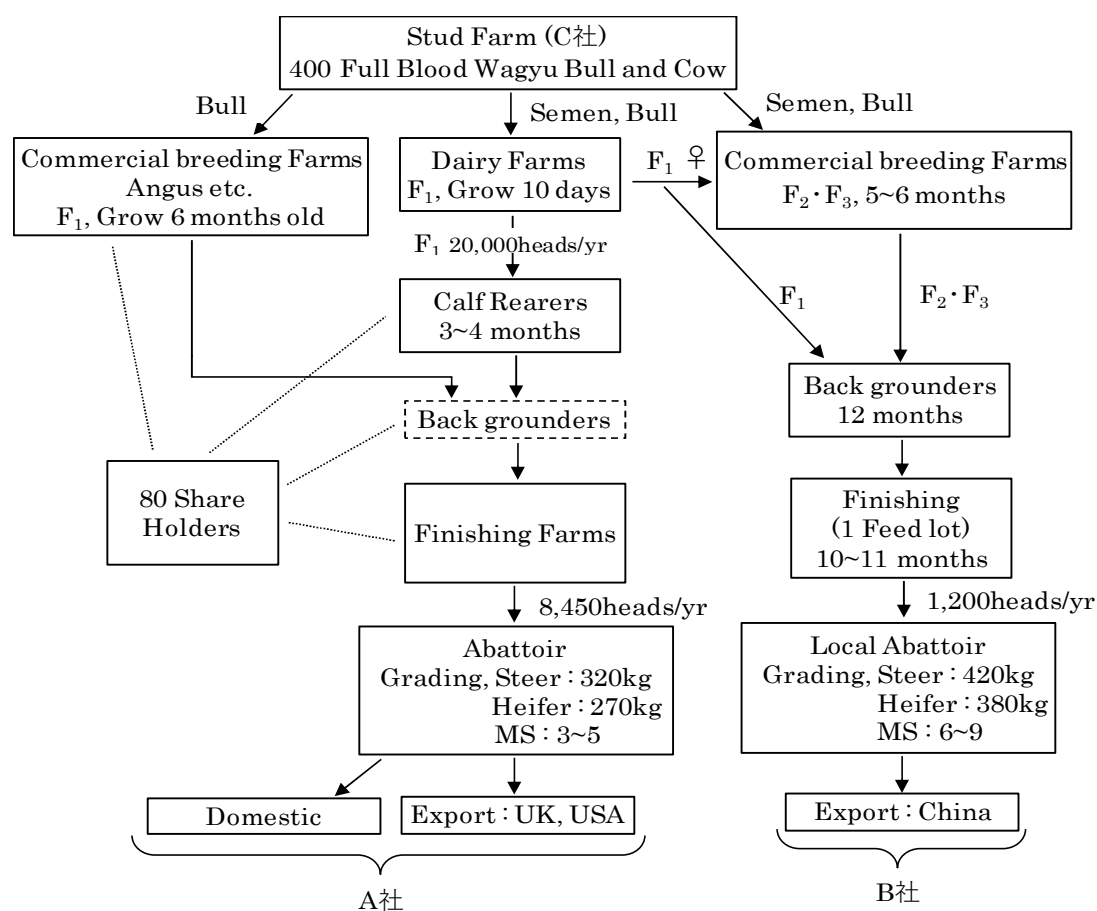 Stud Farm (C社)
400 Full Blood Wagyu Bull and Cow
Bull
Semen, Bull
Semen, Bull
Commercial breeding Farms
Angus etc.
F₁, Grow 6 months old
Dairy Farms
F₁, Grow 10 days
F₁ ♀
Commercial breeding Farms
F₂・F₃, 5~6 months
F₁ 20,000heads/yr
Calf Rearers
3~4 months
F₁
F₂・F₃
Back grounders
Back grounders
12 months
80 Share
Holders
Finishing Farms
Finishing
(1 Feed lot)
10~11 months
8,450heads/yr
1,200heads/yr
Abattoir
Grading, Steer : 320kg
Heifer : 270kg
MS : 3~5
Local Abattoir
Grading, Steer : 420kg
Heifer : 380kg
MS : 6~9
Domestic
Export : UK, USA
Export : China
A社
B社